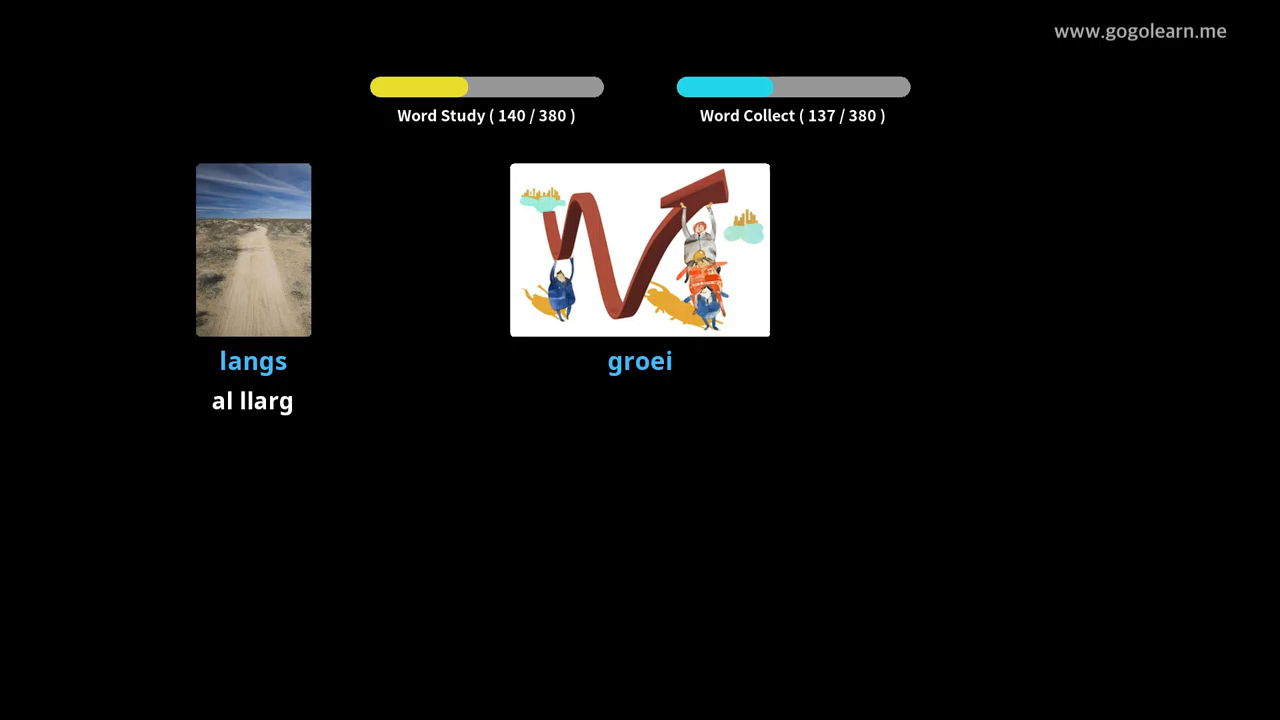 www.gogolearn.me
Word Study ( 140 / 380 )
Word Collect ( 137 / 380 )
langs
groei
al llarg